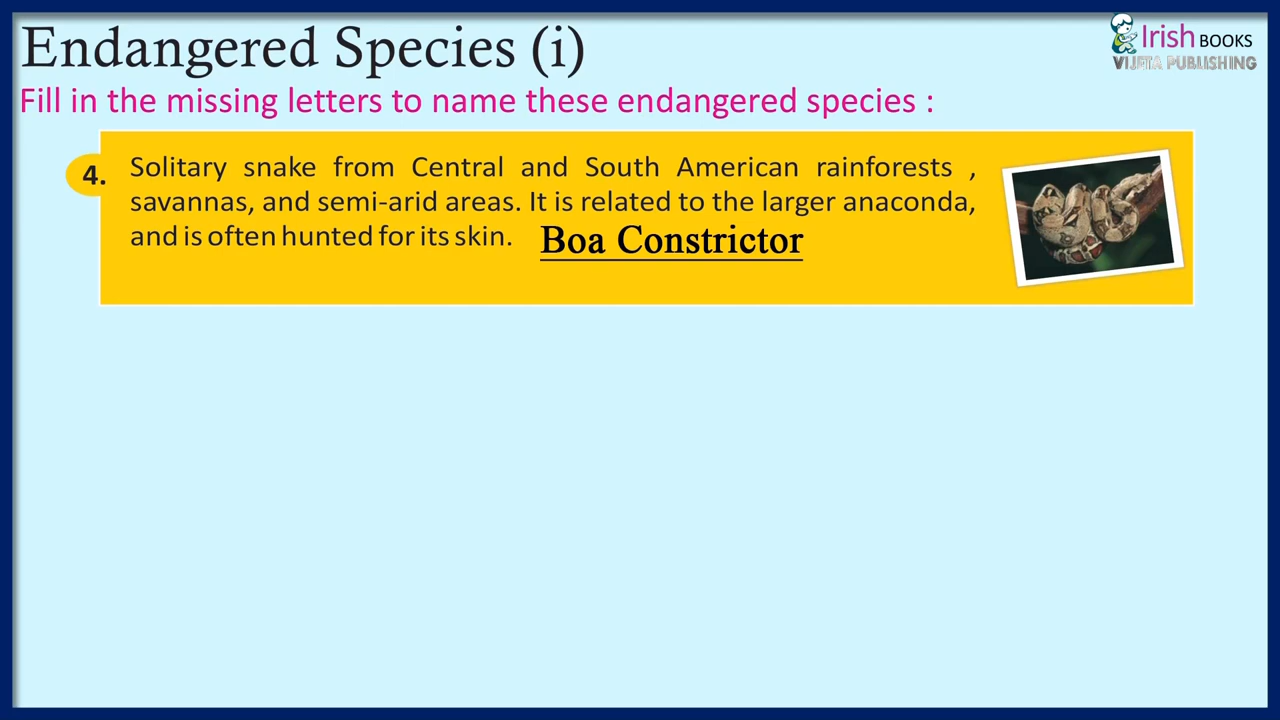 Endangered Species (i)
Irish BOOKS
VIJETA PUBLISHING
Fill in the missing letters to name these endangered species :
4. Solitary snake from Central and South American rainforests ,
savannas, and semi-arid areas. It is related to the larger anaconda,
and is often hunted for its skin. Boa Constrictor